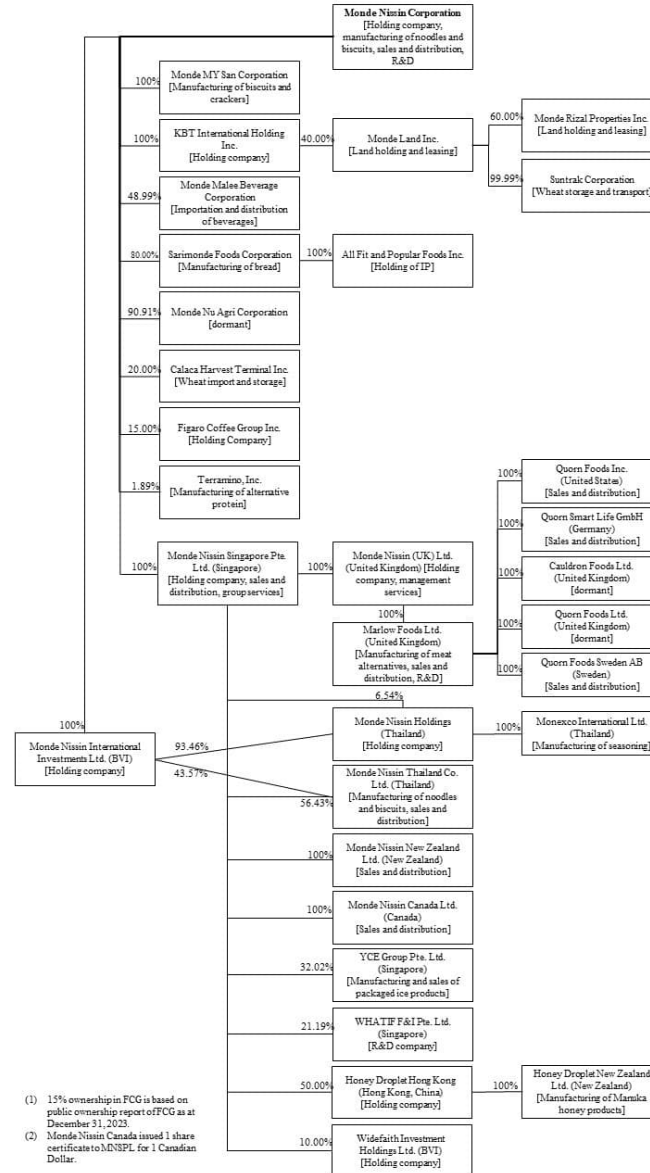 Monde Nissin Corporation
[Holding company,
manufacturing of noodles and
biscuits, sales and distribution,
R&D
100%
Monde MY San Corporation
[Manufacturing of biscuits and
crackers]
100%
KBT International Holding
Inc.
[Holding company]
40.00%
Monde Land Inc.
[Land holding and leasing]
60.00%
Monde Rizal Properties Inc.
[Land holding and leasing]
99.99%
Suntrak Corporation
[Wheat storage and transport]
48.99%
Monde Malee Beverage
Corporation
[Importation and distribution
of beverages]
80.00%
Sarimonde Foods Corporation
[Manufacturing of bread]
100%
All Fit and Popular Foods Inc.
[Holding of IP]
90.91%
Monde Nu Agri Corporation
[dormant]
20.00%
Calaca Harvest Terminal Inc.
[Wheat import and storage]
15.00%
Figaro Coffee Group Inc.
[Holding Company]
1.89%
Terramino, Inc.
[Manufacturing of alternative
protein]
100%
Monde Nissin Singapore Pte.
Ltd. (Singapore)
[Holding company, sales and
distribution, group services]
100%
Monde Nissin (UK) Ltd.
(United Kingdom) [Holding
company, management
services]
100%
Marlow Foods Ltd.
(United Kingdom)
[Manufacturing of meat
alternatives, sales and
distribution, R&D]
100%
Quorn Foods Inc.
(United States)
[Sales and distribution]
100%
Quorn Smart Life GmbH
(Germany)
[Sales and distribution]
100%
Cauldron Foods Ltd.
(United Kingdom)
[dormant]
100%
Quorn Foods Ltd.
(United Kingdom)
[dormant]
100%
Quorn Foods Sweden AB
(Sweden)
[Sales and distribution]
100%
Monde Nissin International
Investments Ltd. (BVI)
[Holding company]
93.46%
43.57%
6.54%
Monde Nissin Holdings
(Thailand)
[Holding company]
100%
Monexco International Ltd.
(Thailand)
[Manufacturing of seasoning]
56.43%
Monde Nissin Thailand Co.
Ltd. (Thailand)
[Manufacturing of noodles
and biscuits, sales and
distribution]
100%
Monde Nissin New Zealand
Ltd. (New Zealand)
[Sales and distribution]
100%
Monde Nissin Canada Ltd.
(Canada)
[Sales and distribution]
32.02%
YCE Group Pte. Ltd.
(Singapore)
[Manufacturing and sales of
packaged ice products]
21.19%
WHATIF F&I Pte. Ltd.
(Singapore)
[R&D company]
50.00%
Honey Droplet Hong Kong
(Hong Kong, China)
[Holding company]
100%
Honey Droplet New Zealand
Ltd. (New Zealand)
[Manufacturing of Manuka
honey products]
10.00%
Widefaith Investment
Holdings Ltd. (BVI)
[Holding company]
(1) 15% ownership in FCG is based on
public ownership report of FCG as at
December 31, 2023.
(2) Monde Nissin Canada issued 1 share
certificate to MNSPL for 1 Canadian
Dollar.